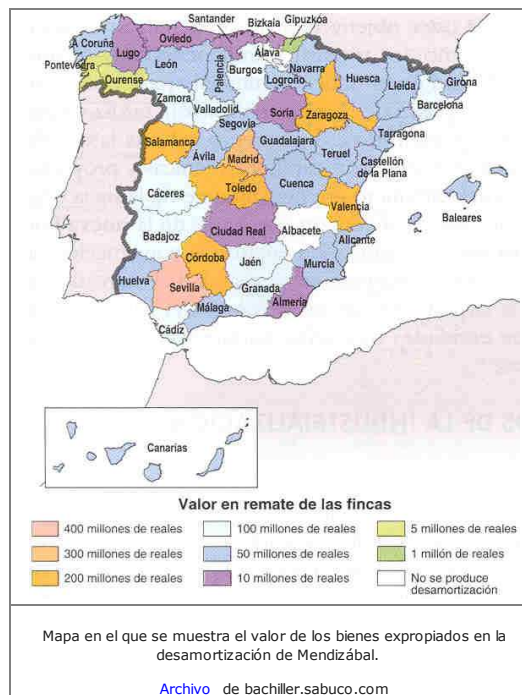 Santander
Bizkaia
Gipuzkoa
A Coruña
Lugo
Oviedo
Álava
Pontevedra
Ourense
León
Palencia
Burgos
Navarra
Logroño
Huesca
Lleida
Girona
Barcelona
Zamora
Valladolid
Soria
Zaragoza
Tarragona
Segovia
Salamanca
Ávila
Madrid
Guadalajara
Teruel
Castellón
de la Plana
Cáceres
Toledo
Cuenca
Valencia
Baleares
Badajoz
Ciudad Real
Albacete
Alicante
Córdoba
Jaén
Murcia
Huelva
Sevilla
Granada
Almería
Málaga
Cádiz
Canarias
S DE LA INDUSTRIALIZACIÓN
Valor en remate de las fincas
400 millones de reales
100 millones de reales
5 millones de reales
300 millones de reales
50 millones de reales
1 millón de reales
200 millones de reales
10 millones de reales
No se produce
desamortización
Mapa en el que se muestra el valor de los bienes expropiados en la
desamortización de Mendizábal.
Archivo de bachiller.sabuco.com